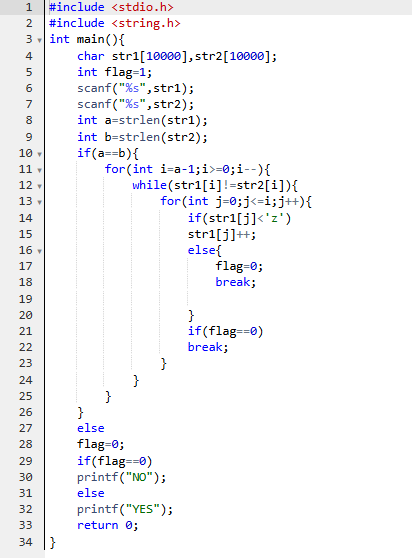 1 #include <stdio.h>
2 #include <string.h>
3 int main(){
4     char str1[10000],str2[10000];
5     int flag=1;
6     scanf("%s",str1);
7     scanf("%s",str2);
8     int a=strlen(str1);
9     int b=strlen(str2);
10     if(a==b){
11         for(int i=a-1;i>=0;i--){
12             while(str1[i]!=str2[i]){
13                 for(int j=0;j<=i;j++){
14                     if(str1[j]<'z')
15                     str1[j]++;
16                     else{
17                         flag=0;
18                         break;
19
20                     }
21                     if(flag==0)
22                     break;
23                 }
24             }
25         }
26     }
27     else
28     flag=0;
29     if(flag==0)
30     printf("NO");
31     else
32     printf("YES");
33     return 0;
34 }